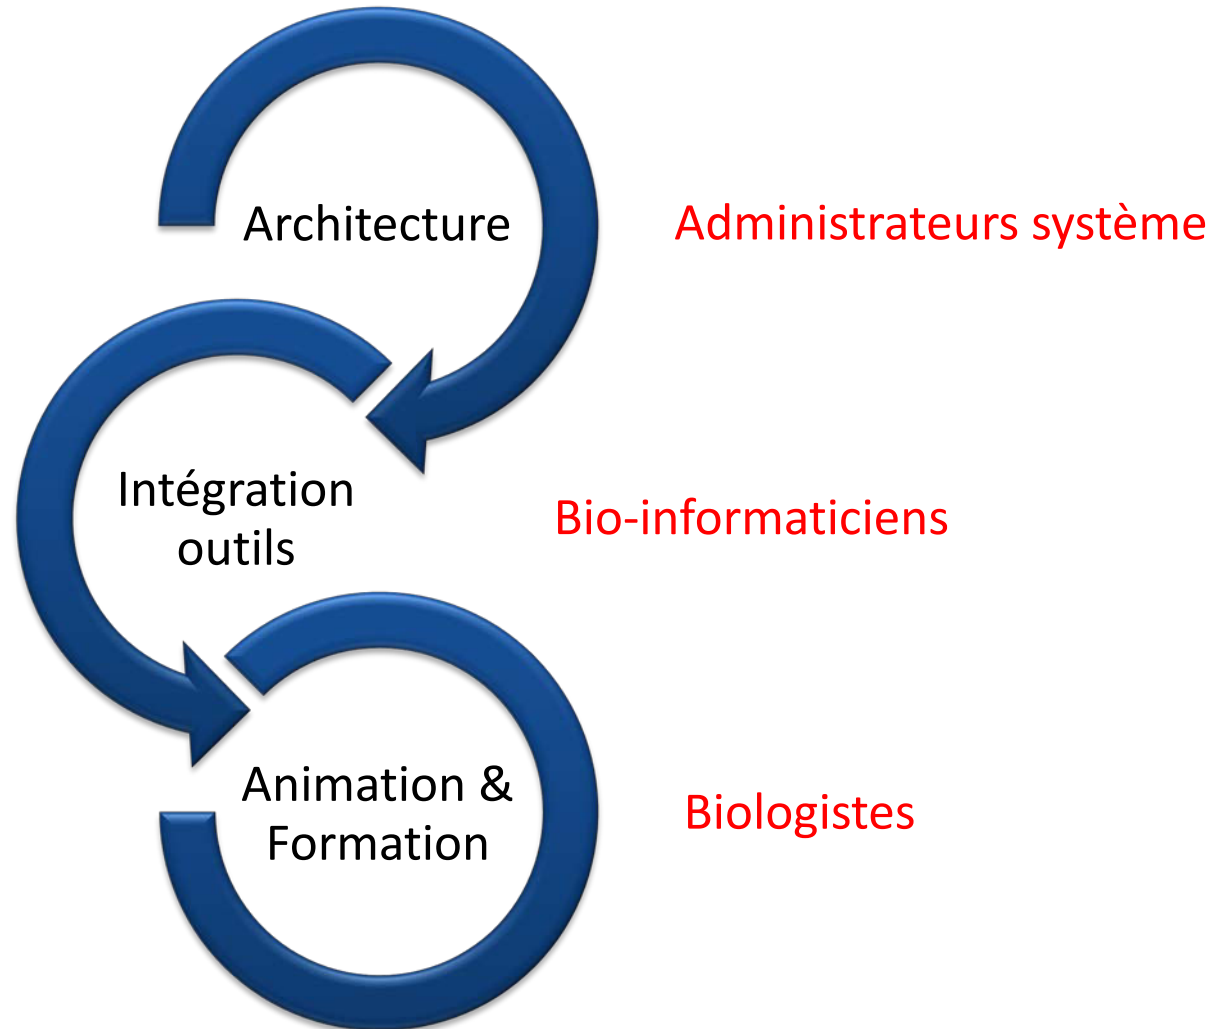 Architecture
Administrateurs système
Intégration
outils
Bio-informaticiens
Animation &
Formation
Biologistes